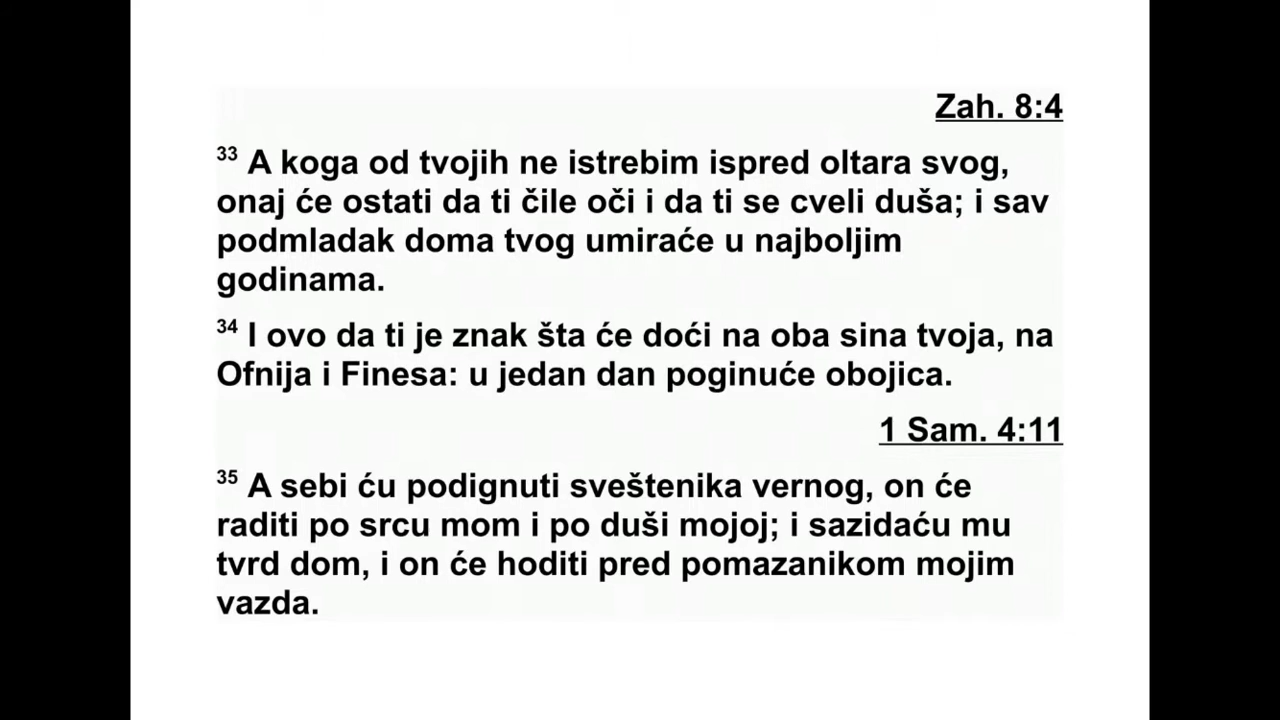 Zah. 8:4
33 A koga od tvojih ne istrebim ispred oltara svog,
onaj će ostati da ti čile oči i da ti se cveli duša; i sav
podmladak doma tvog umiraće u najboljim
godinama.
34 I ovo da ti je znak šta će doći na oba sina tvoja, na
Ofnija i Finesa: u jedan dan poginuće obojica.
1 Sam. 4:11
35 A sebi ću podignuti sveštenika vernog, on će
raditi po srcu mom i po duši mojoj; i sazidaću mu
tvrd dom, i on će hoditi pred pomazanikom mojim
vazda.